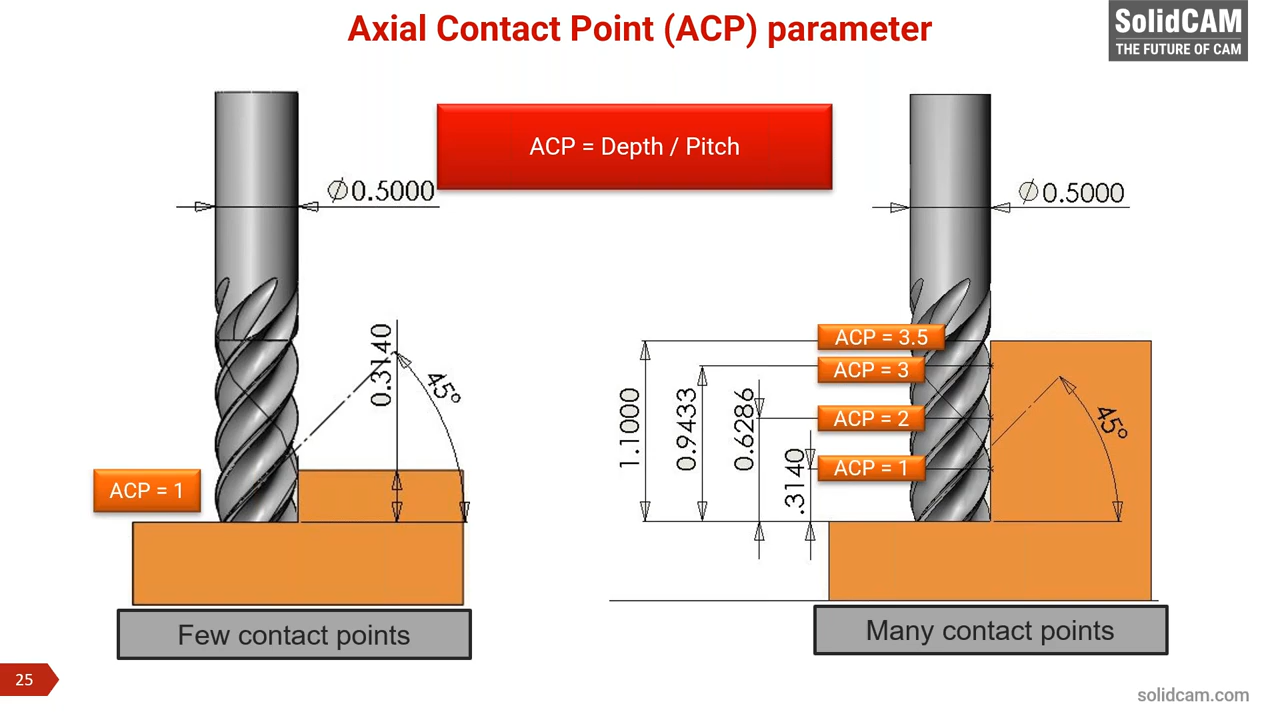 Axial Contact Point (ACP) parameter
SolidCAM
THE FUTURE OF CAM
ACP = Depth / Pitch
∅0.5000
∅0.5000
0.3140
45°
ACP = 1
Few contact points
ACP = 3.5
ACP = 3
ACP = 2
ACP = 1
1.1000
0.9433
0.6286
.3140
45°
Many contact points
25
solidcam.com